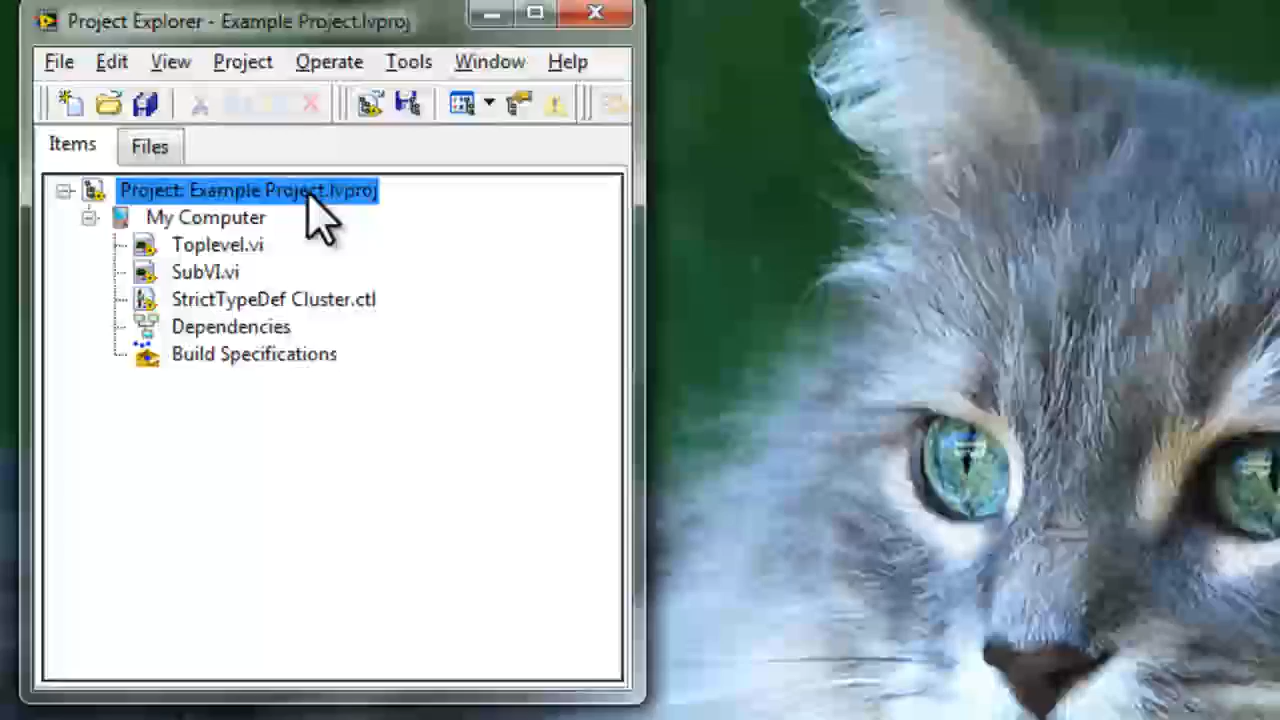 Project Explorer - Example Project.lvproj
File Edit View Project Operate Tools Window Help
Items Files
Project: Example Project.lvproj
My Computer
Toplevel.vi
SubVI.vi
StrictTypeDef Cluster.ctl
Dependencies
Build Specifications